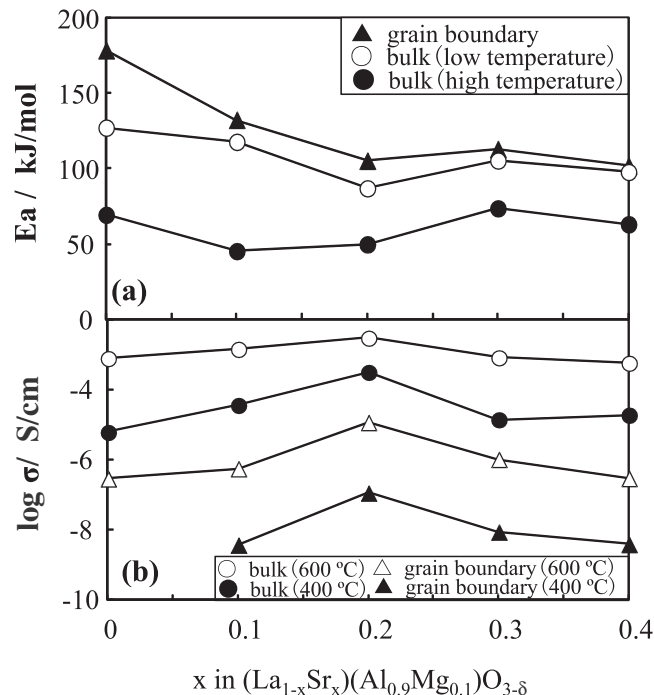 200
150
100
50
0
Ea / kJ/mol
▲ grain boundary
○ bulk (low temperature)
● bulk (high temperature)
(a)
-4
-6
-8
-10
log σ/ S/cm
(b)
○ bulk (600 ºC) △ grain boundary (600 ºC)
● bulk (400 ºC) ▲ grain boundary (400 ºC)
0 0.1 0.2 0.3 0.4
x in (La₁₋ₓSrₓ)(Al₀.₉Mg₀.₁)O₃₋δ